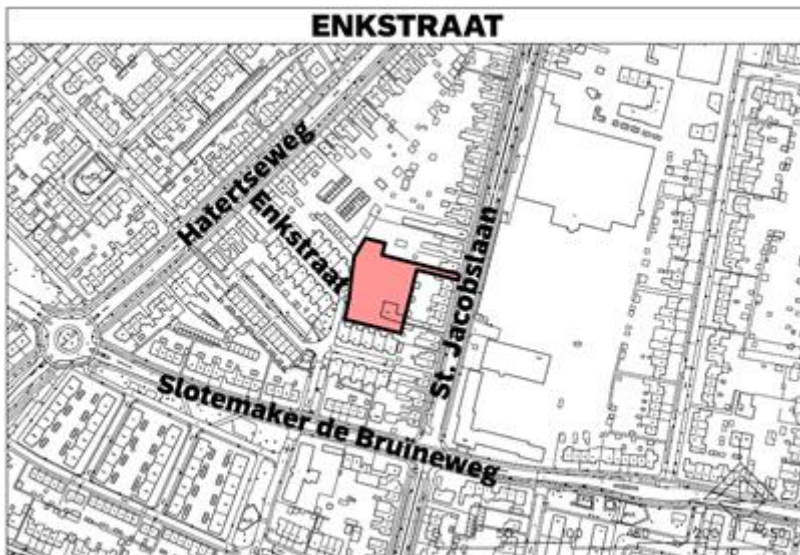 ENKSTRAAT
Hatertseweg
Enkstraat
St. Jacobslaan
Slotemaker de Bruïneweg